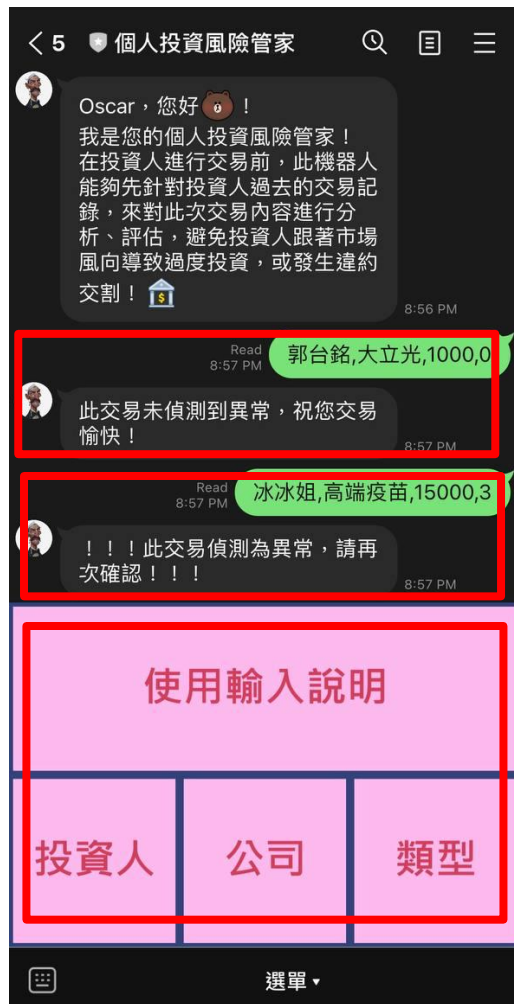 5 個人投資風險管家
Oscar，您好！
我是您的個人投資風險管家！
在投資人進行交易前，此機器人
能夠先針對投資人過去的交易記
錄，來對此次交易內容進行分
析、評估，避免投資人跟著市場
風向導致過度投資，或發生違約
交割！
8:56 PM
Read
8:57 PM
郭台銘,大立光,1000,0
此交易未偵測到異常，祝您交易
愉快！
8:57 PM
Read
8:57 PM
冰冰姐,高端疫苗,15000,3
！！！此交易偵測為異常，請再
次確認！！！
8:57 PM
使用輸入說明
投資人 公司 類型
選單